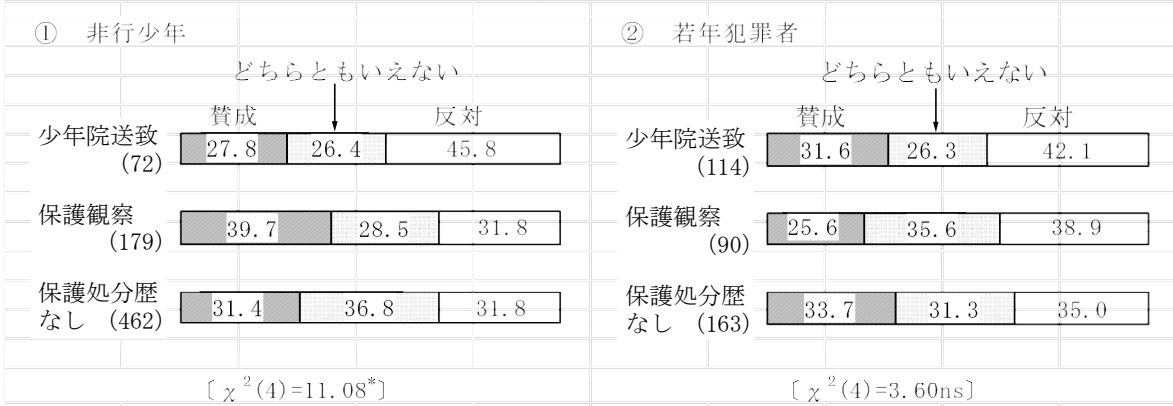 ① 非行少年
どちらともいえない
賛成 反対
少年院送致
(72)
27.8 26.4 45.8
保護観察
(179)
39.7 28.5 31.8
保護処分歴
なし (462)
31.4 36.8 31.8
〔χ²(4)=11.08*〕
② 若年犯罪者
どちらともいえない
賛成 反対
少年院送致
(114)
31.6 26.3 42.1
保護観察
(90)
25.6 35.6 38.9
保護処分歴
なし (163)
33.7 31.3 35.0
〔χ²(4)=3.60ns〕